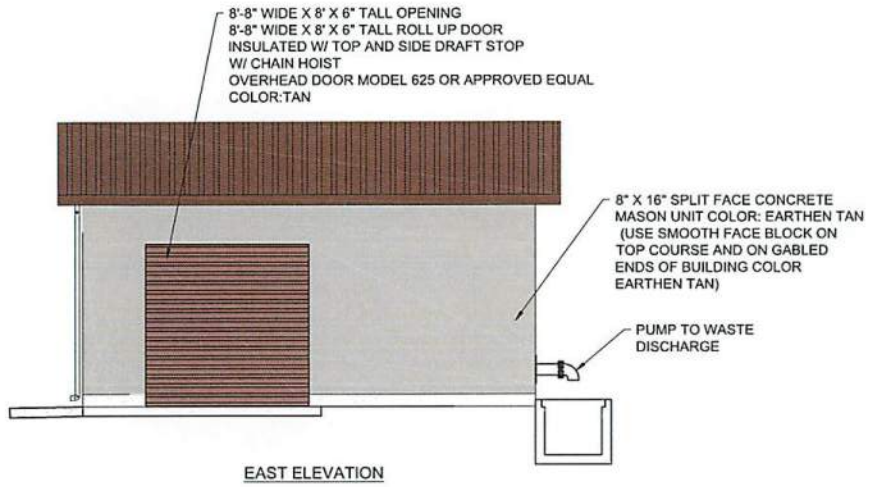 8'-8" WIDE X 8' X 6" TALL OPENING
8'-8" WIDE X 8' X 6" TALL ROLL UP DOOR
INSULATED W/ TOP AND SIDE DRAFT STOP
W/ CHAIN HOIST
OVERHEAD DOOR MODEL 625 OR APPROVED EQUAL
COLOR:TAN
8" X 16" SPLIT FACE CONCRETE
MASON UNIT COLOR: EARTHEN TAN
(USE SMOOTH FACE BLOCK ON
TOP COURSE AND ON GABLED
ENDS OF BUILDING COLOR
EARTHEN TAN)
PUMP TO WASTE
DISCHARGE
EAST ELEVATION